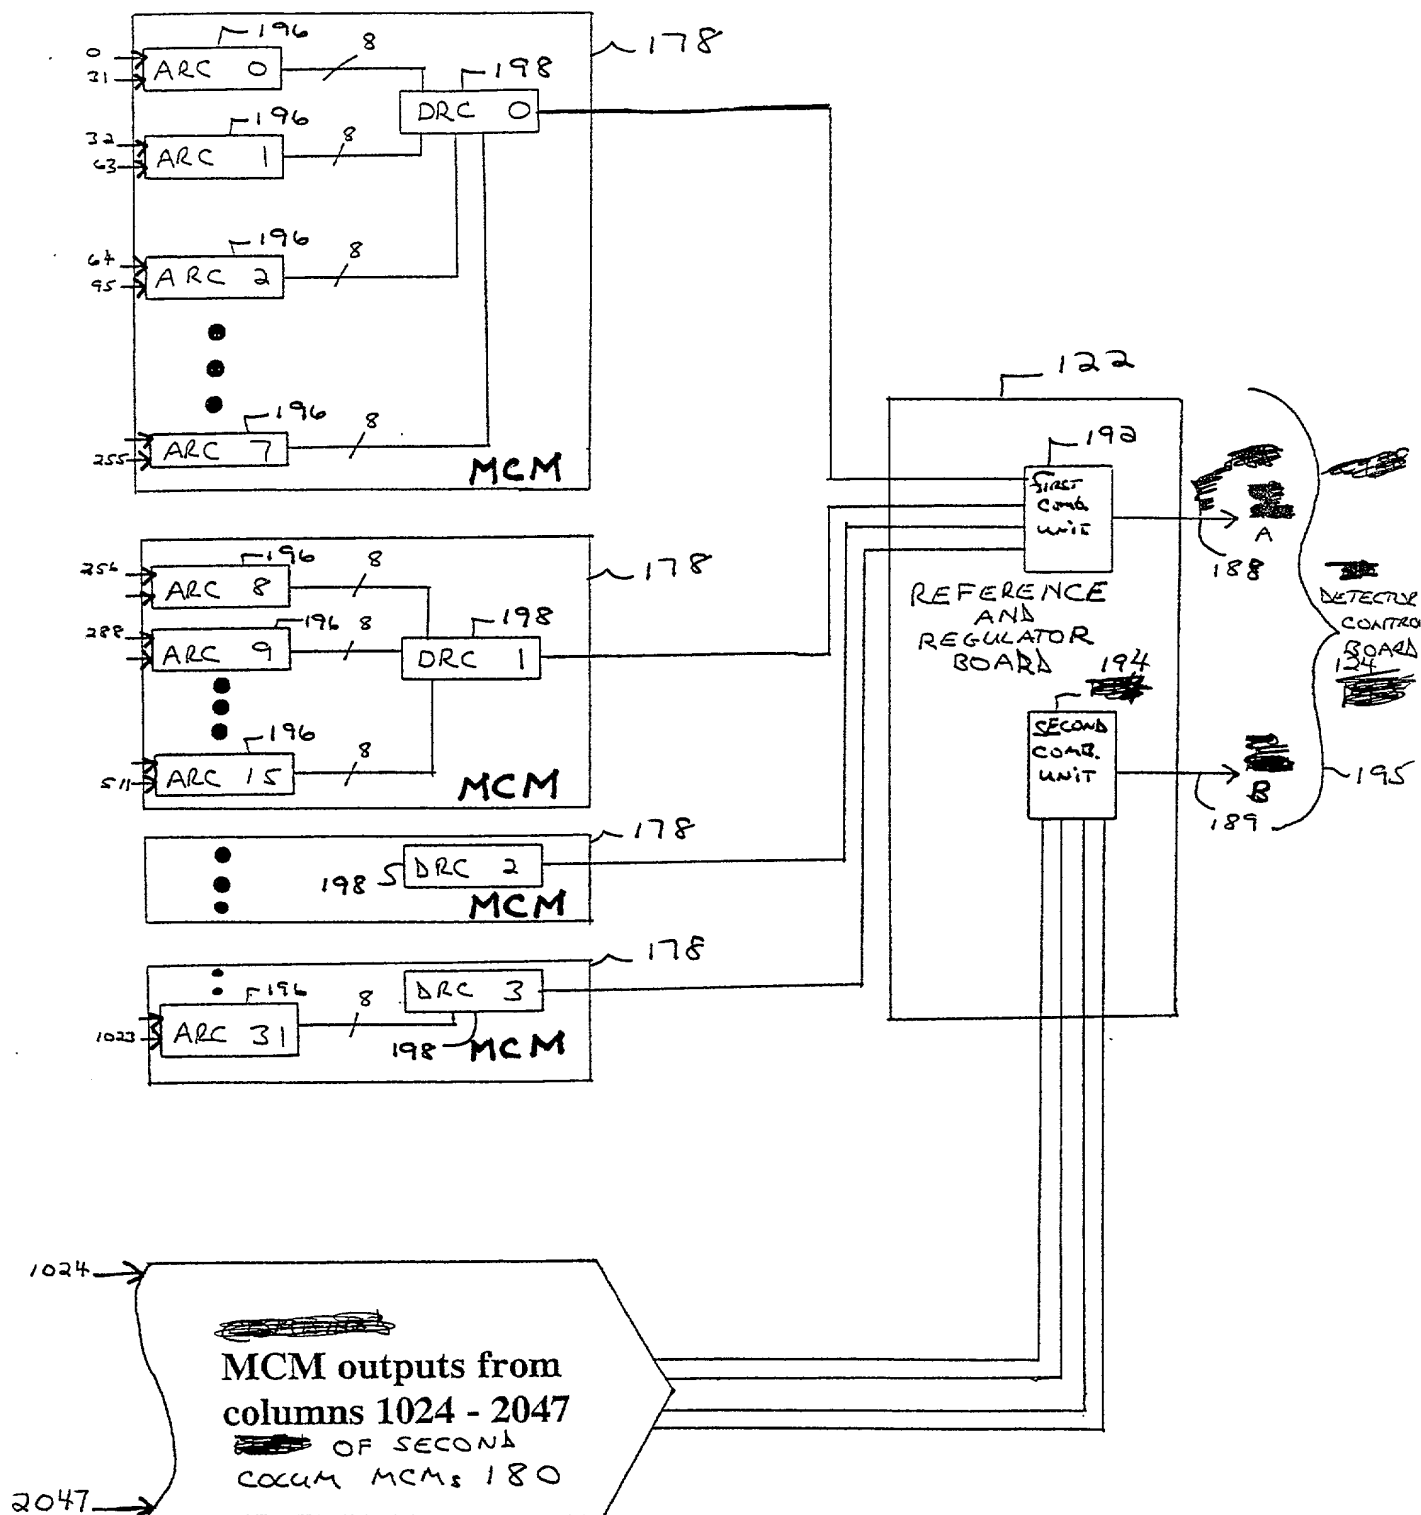 196
8
178
0
31
ARC 0
198
DRC 0
196
8
32
63
ARC 1
196
8
64
95
ARC 2
196
8
255
ARC 7
MCM
196
8
178
256
ARC 8
288
196
8
ARC 9
198
DRC 1
196
8
511
ARC 15
MCM
178
198
DRC 2
MCM
178
196
8
DRC 3
1023
ARC 31
198
MCM
122
192
FIRST
COMB.
UNIT
A
188
REFERENCE
AND
REGULATOR
BOARD
194
SECOND
COMB.
UNIT
B
189
195
DETECTOR
CONTRO
BOARD
124
1024
MCM outputs from
columns 1024 - 2047
OF SECOND
COLUM MCMs 180
2047